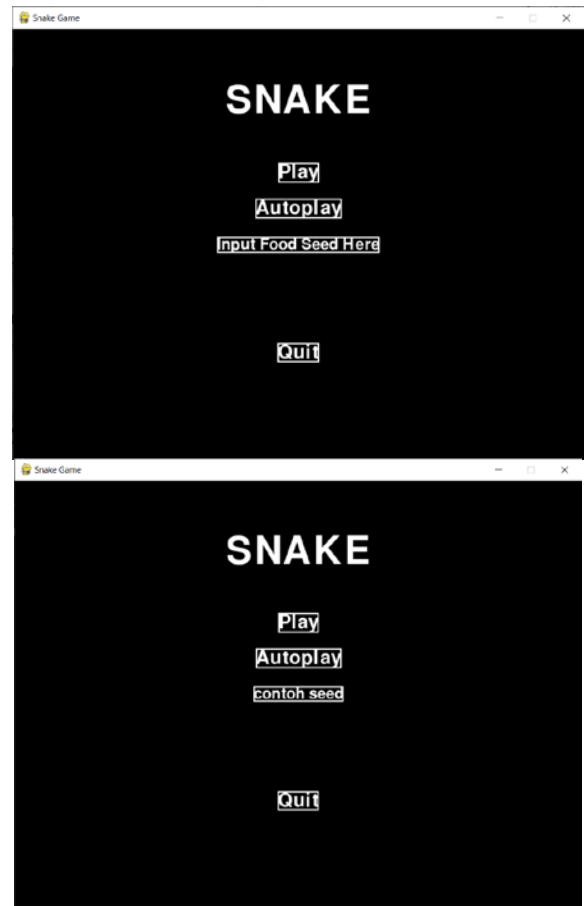 Snake Game
SNAKE
Play
Autoplay
Input Food Seed Here
Quit
Snake Game
SNAKE
Play
Autoplay
contoh seed
Quit